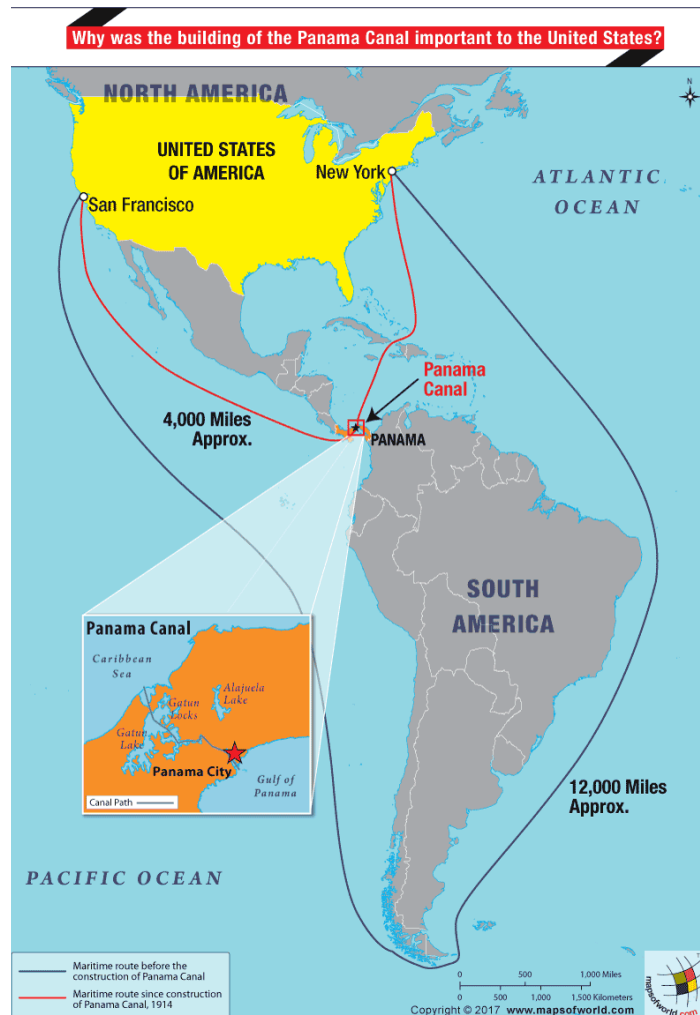 Why was the building of the Panama Canal important to the United States?
N
NORTH AMERICA
UNITED STATES
OF AMERICA
New York
San Francisco
ATLANTIC
OCEAN
Panama
Canal
4,000 Miles
Approx.
PANAMA
SOUTH
AMERICA
Panama Canal
Caribbean
Sea
Gatun
Locks
Alajuela
Lake
Gatun
Lake
Panama City
Gulf of
Panama
Canal Path
12,000 Miles
Approx.
PACIFIC OCEAN
Maritime route before the
construction of Panama Canal
Maritime route since construction
of Panama Canal, 1914
0 500 1,000 Miles
0 500 1,000 1,500 Kilometers
Copyright © 2017 www.mapsofworld.com
mapsofworld.com